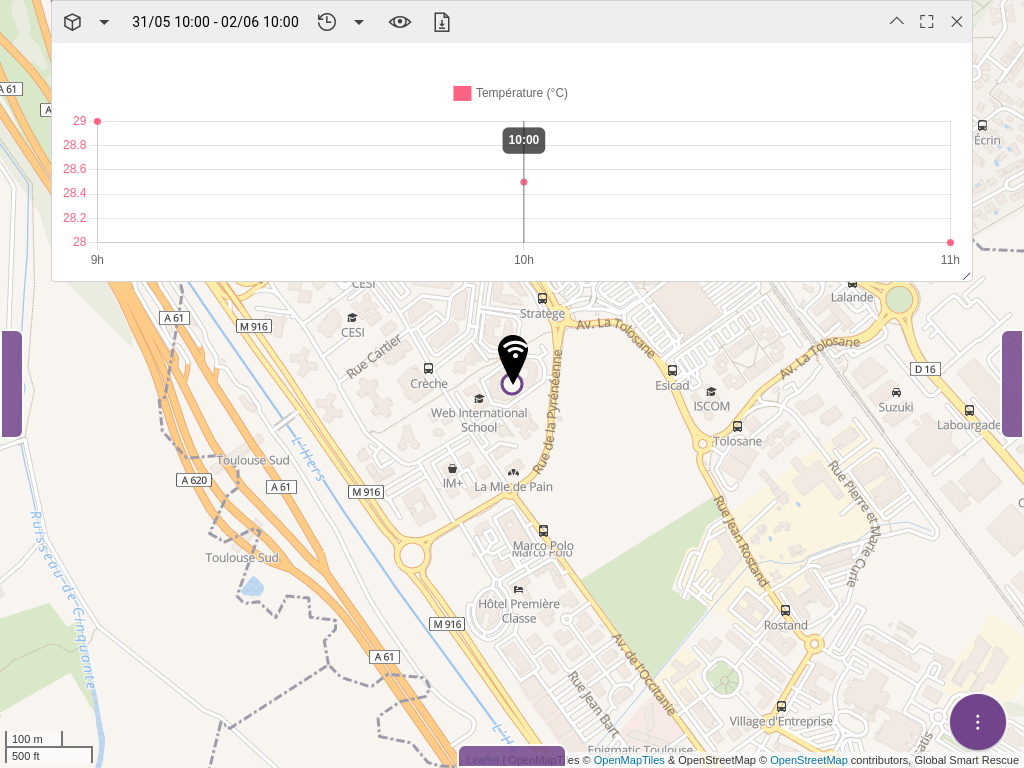 31/05 10:00 - 02/06 10:00
Température (°C)
29
28.8
28.6
28.4
28.2
28
10:00
9h
10h
11h
A 61
Écrin
CESI
Stratège
Lalande
A 61
M 916
CESI
Av. La Tolosane
Av. La Tolosane
Rue Cartier
Crèche
Esicad
D 16
ISCOM
Suzuki
Web International
School
Rue de la Pyrénéenne
Labourgade
Tolosane
L'Hers
Toulouse Sud
IM+
La Mie de Pain
A 620
A 61
M 916
Rue Pierre et Marie Curie
Rue Jean Rostand
Ruisseau de Cinquante
Marco Polo
Marco Polo
Toulouse Sud
Hôtel Première
Classe
M 916
Rostand
A 61
Av. de l'Occitanie
Rue Jean Bart
Village d'Entreprise
L'H
100 m
500 ft
Enigmatic Toulouse
Leaflet | OpenMapTiles © OpenMapTiles & OpenStreetMap © OpenStreetMap contributors, Global Smart Rescue